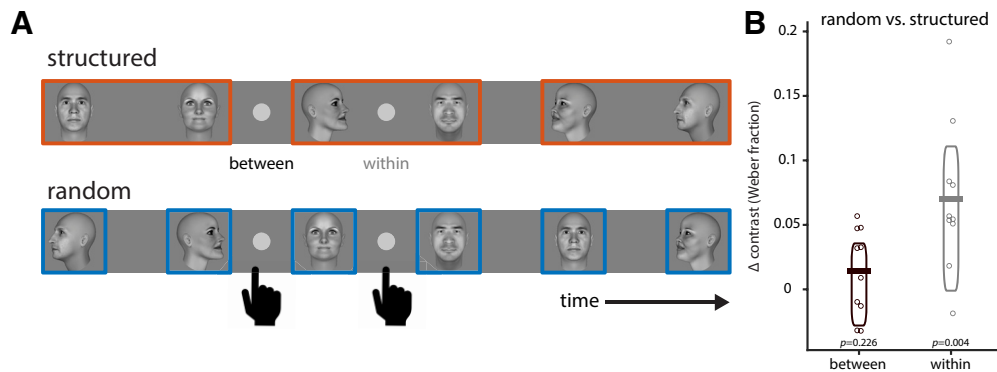 A
structured
between
within
random
time
B
random vs. structured
Δ contrast (Weber fraction)
0.2
0.15
0.1
0.05
0
p=0.226
p=0.004
between
within